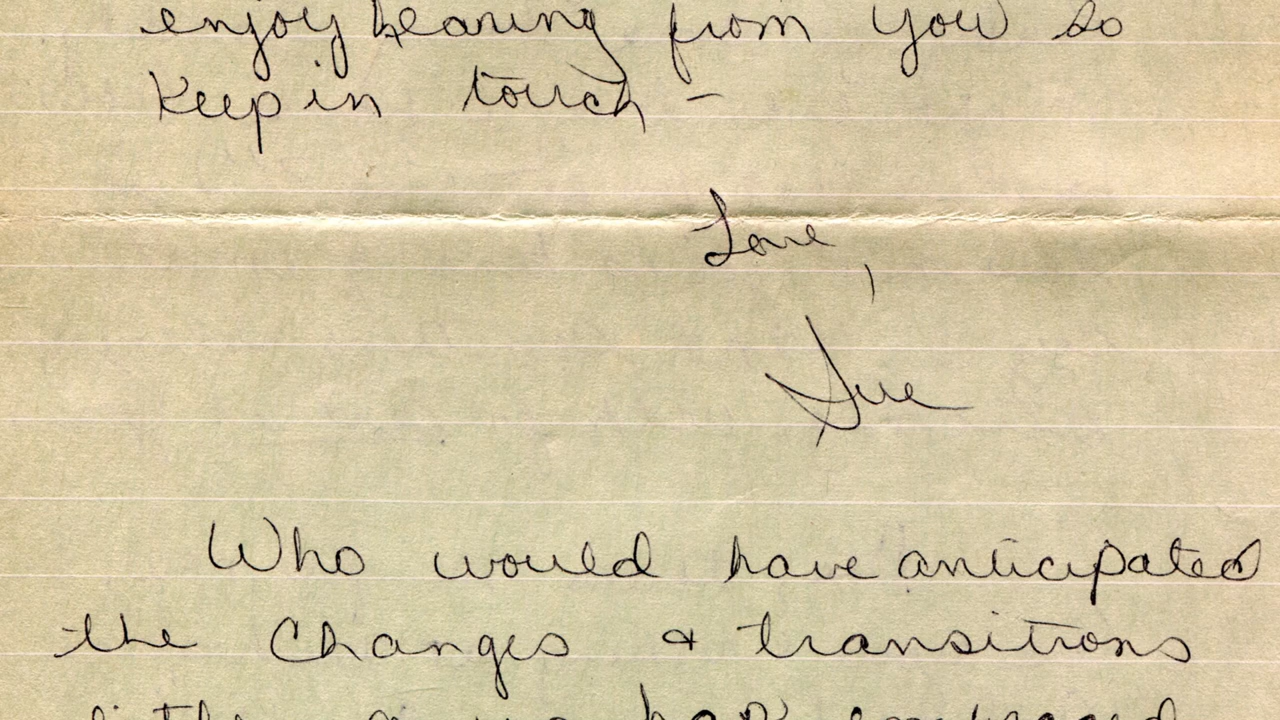 enjoy hearing from you so
Keep in touch –
Love,
Sue
Who would have anticipated
the Changes & transitions